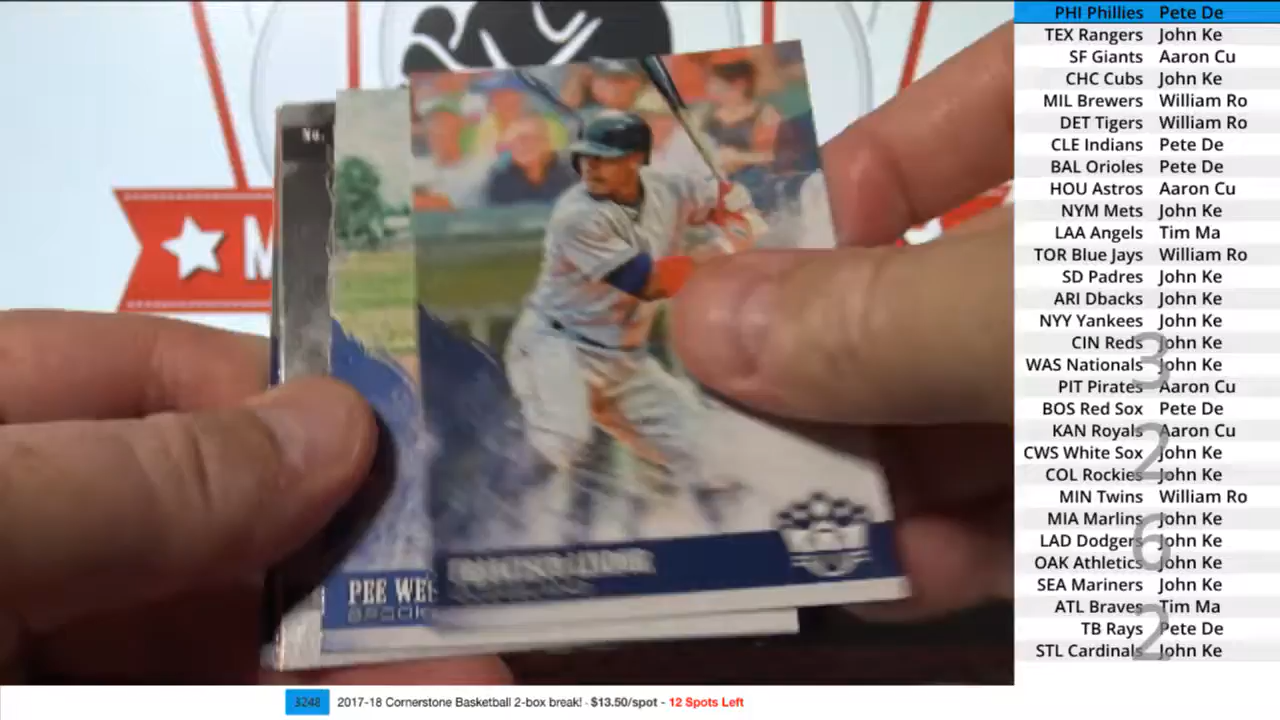 No.
M
PEE WEE
BROOK
PHI Phillies Pete De
TEX Rangers John Ke
SF Giants Aaron Cu
CHC Cubs John Ke
MIL Brewers William Ro
DET Tigers William Ro
CLE Indians Pete De
BAL Orioles Pete De
HOU Astros Aaron Cu
NYM Mets John Ke
LAA Angels Tim Ma
TOR Blue Jays William Ro
SD Padres John Ke
ARI Dbacks John Ke
NYY Yankees John Ke
CIN Reds John Ke
WAS Nationals John Ke
PIT Pirates Aaron Cu
BOS Red Sox Pete De
KAN Royals Aaron Cu
CWS White Sox John Ke
COL Rockies John Ke
MIN Twins William Ro
MIA Marlins John Ke
LAD Dodgers John Ke
OAK Athletics John Ke
SEA Mariners John Ke
ATL Braves Tim Ma
TB Rays Pete De
STL Cardinals John Ke
3
2
6
2
3248 2017-18 Cornerstone Basketball 2-box break! - $13.50/spot - 12 Spots Left